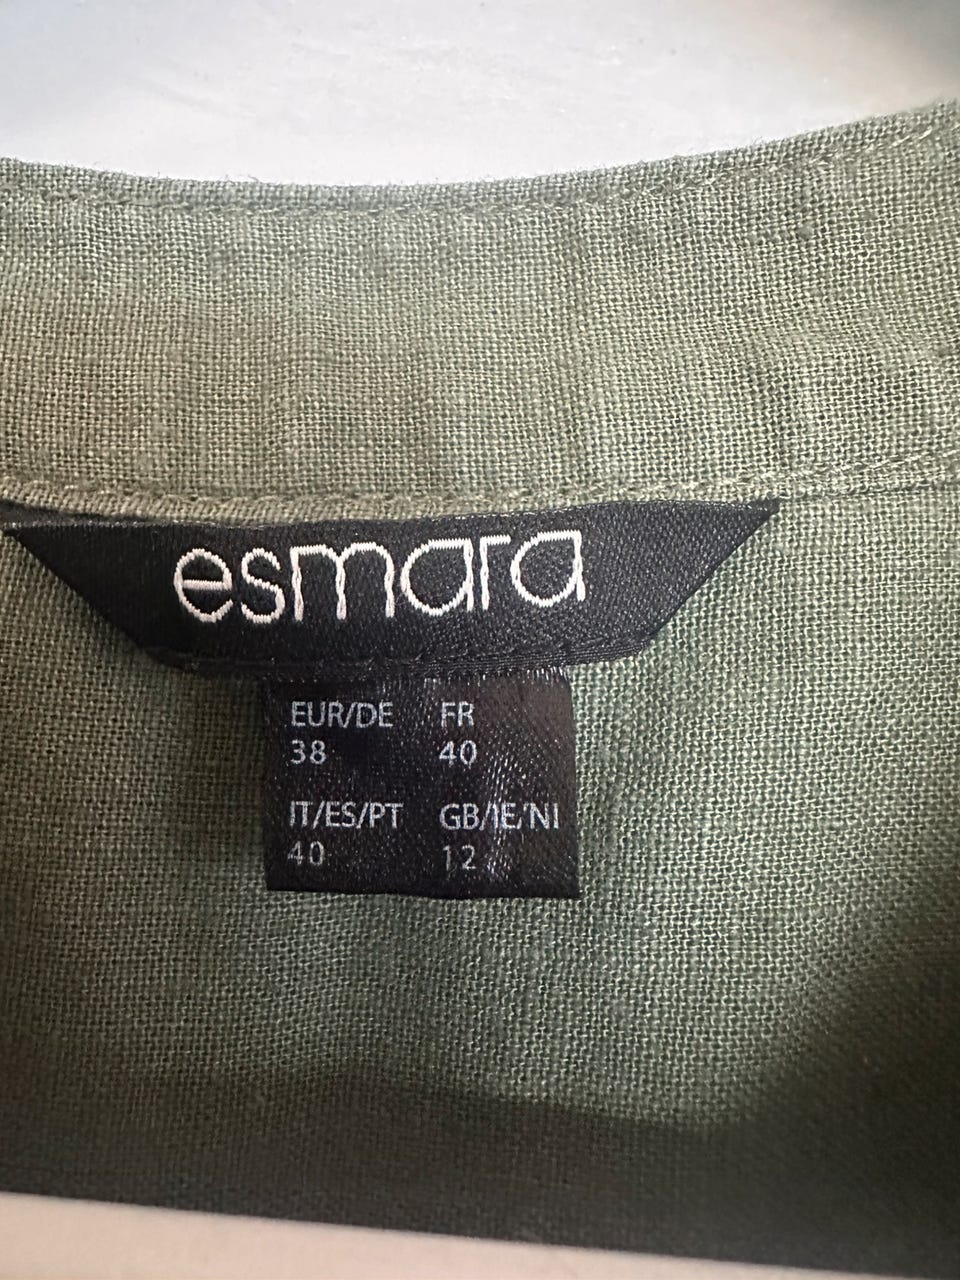 esmara
EUR/DE FR
38 40
IT/ES/PT GB/IE/NI
40 12